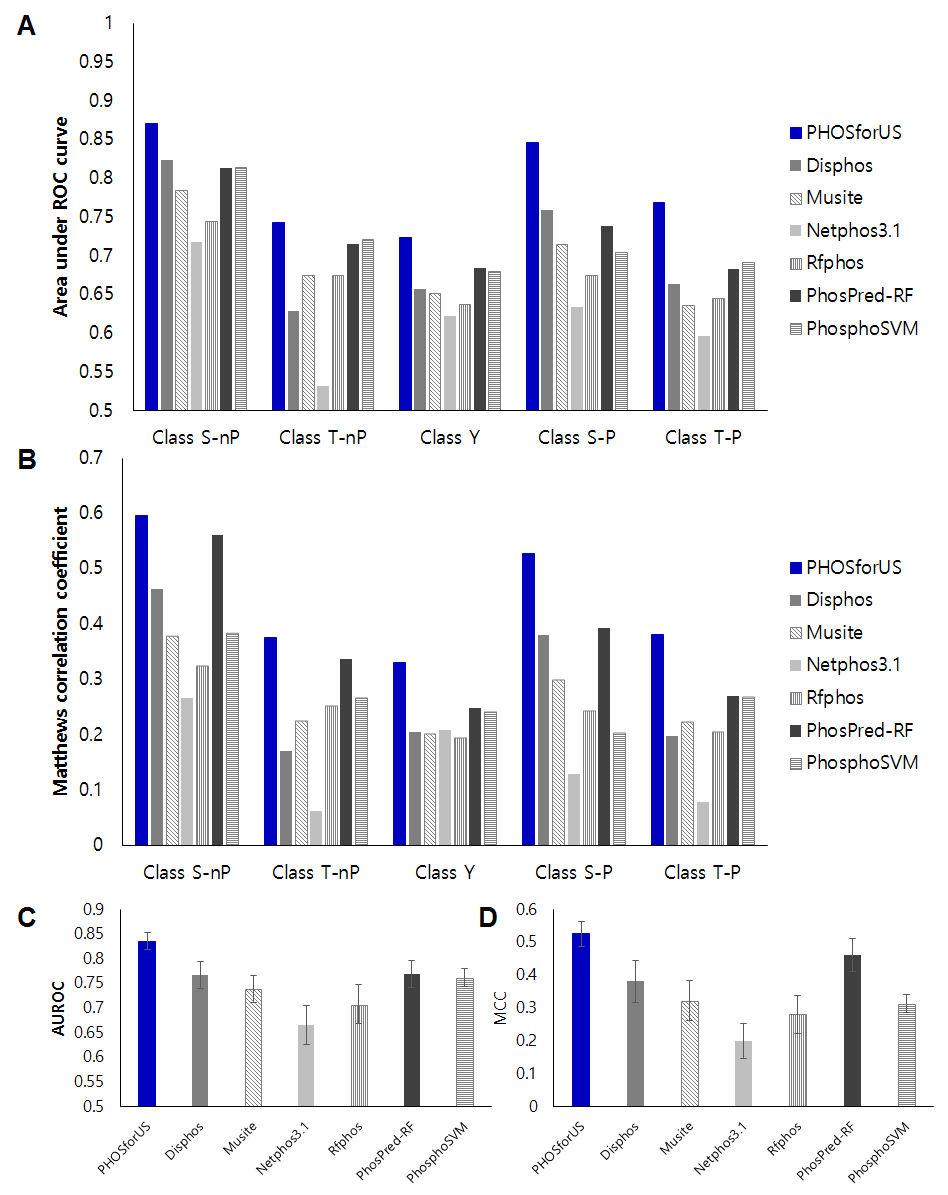 A
Area under ROC curve
1
0.95
0.9
0.85
0.8
0.75
0.7
0.65
0.6
0.55
0.5
Class S-nP
Class T-nP
Class Y
Class S-P
Class T-P
PHOSforUS
Disphos
Musite
Netphos3.1
Rfphos
PhosPred-RF
PhosphoSVM
B
Matthews correlation coefficient
0.7
0.6
0.5
0.4
0.3
0.2
0.1
0
Class S-nP
Class T-nP
Class Y
Class S-P
Class T-P
PHOSforUS
Disphos
Musite
Netphos3.1
Rfphos
PhosPred-RF
PhosphoSVM
C
AUROC
0.9
0.85
0.8
0.75
0.7
0.65
0.6
0.55
0.5
PHOSforUS
Disphos
Musite
Netphos3.1
Rfphos
PhosPred-RF
PhosphoSVM
D
MCC
0.6
0.5
0.4
0.3
0.2
0.1
0
PHOSforUS
Disphos
Musite
Netphos3.1
Rfphos
PhosPred-RF
PhosphoSVM